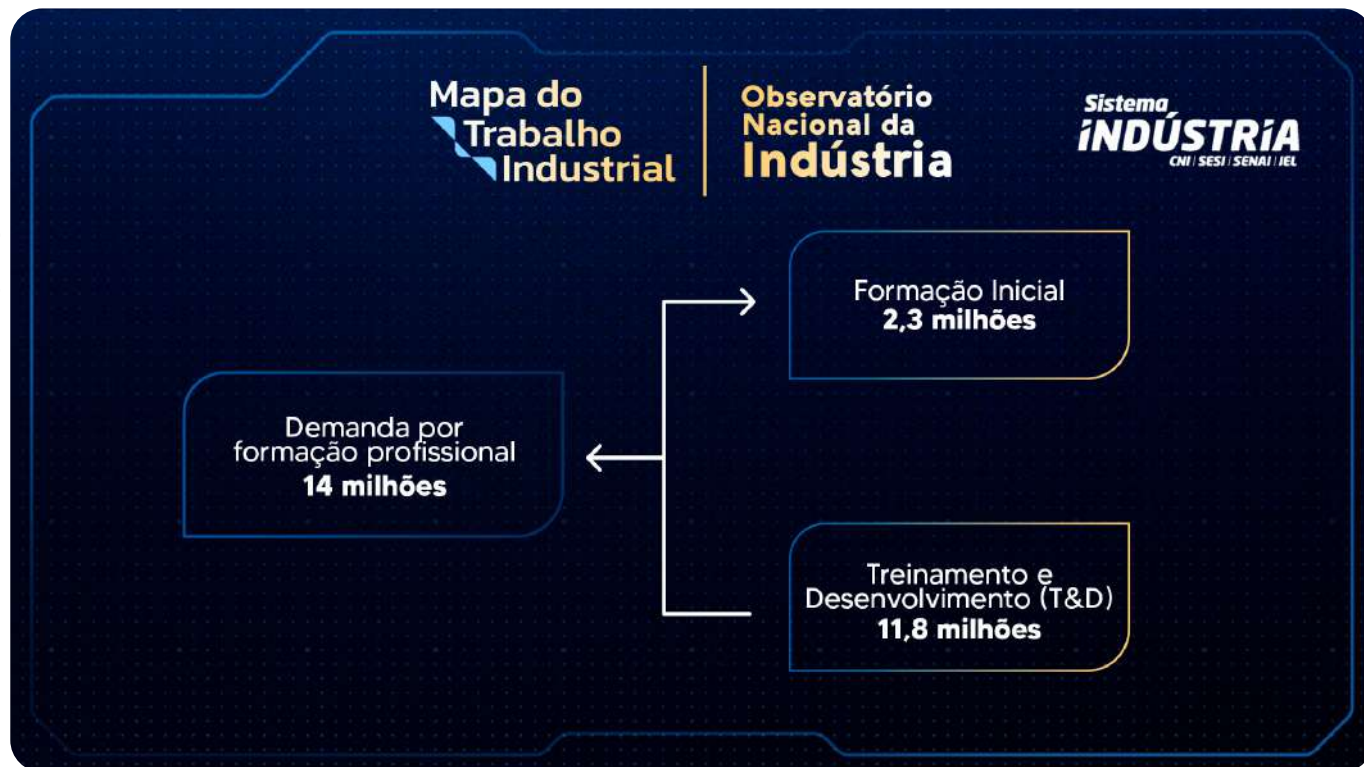 Mapa do
Trabalho
Industrial
Observatório
Nacional da
Indústria
Sistema
INDÚSTRIA
CNI | SESI | SENAI | IEL
Formação Inicial
2,3 milhões
Demanda por
formação profissional
14 milhões
Treinamento e
Desenvolvimento (T&D)
11,8 milhões